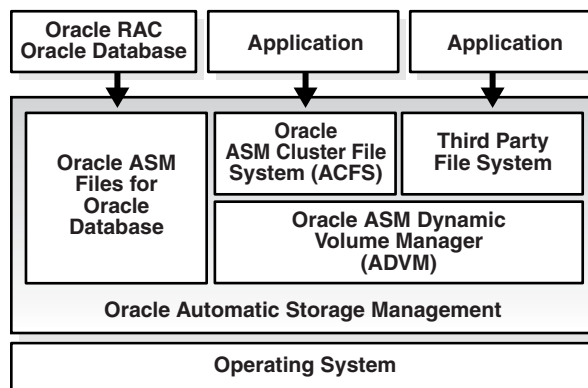 Oracle RAC
Oracle Database
Application
Application
Oracle ASM
Files for
Oracle
Database
Oracle
ASM Cluster File
System (ACFS)
Third Party
File System
Oracle ASM Dynamic
Volume Manager
(ADVM)
Oracle Automatic Storage Management
Operating System